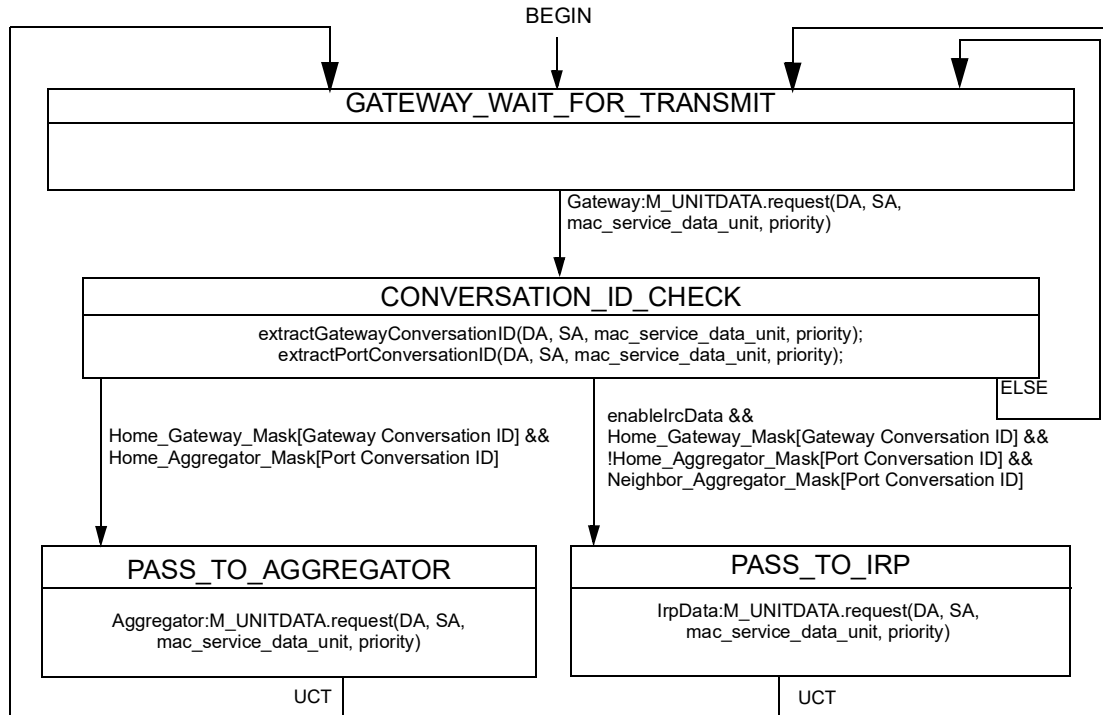 BEGIN
GATEWAY_WAIT_FOR_TRANSMIT
Gateway:M_UNITDATA.request(DA, SA,
mac_service_data_unit, priority)
CONVERSATION_ID_CHECK
extractGatewayConversationID(DA, SA, mac_service_data_unit, priority);
extractPortConversationID(DA, SA, mac_service_data_unit, priority);
ELSE
Home_Gateway_Mask[Gateway Conversation ID] &&
Home_Aggregator_Mask[Port Conversation ID]
enableIrcData &&
Home_Gateway_Mask[Gateway Conversation ID] &&
!Home_Aggregator_Mask[Port Conversation ID] &&
Neighbor_Aggregator_Mask[Port Conversation ID]
PASS_TO_AGGREGATOR
Aggregator:M_UNITDATA.request(DA, SA,
mac_service_data_unit, priority)
UCT
PASS_TO_IRP
IrpData:M_UNITDATA.request(DA, SA,
mac_service_data_unit, priority)
UCT